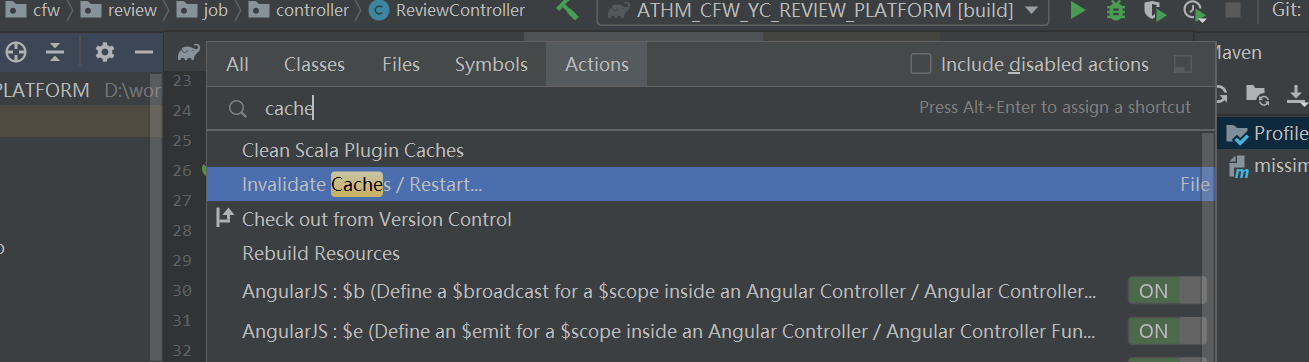 cfw review job controller ReviewController ATHM_CFW_YC_REVIEW_PLATFORM [build] Git:
All Classes Files Symbols Actions Include disabled actions Maven
PLATFORM D:\wor
23
24
25
26
27
28
29
30
31
32
cache Press Alt+Enter to assign a shortcut
Clean Scala Plugin Caches
Profile
Invalidate Caches / Restart... File
missim
Check out from Version Control
Rebuild Resources
AngularJS : $b (Define a $broadcast for a $scope inside an Angular Controller / Angular Controller... ON
AngularJS : $e (Define an $emit for a $scope inside an Angular Controller / Angular Controller Fun... ON